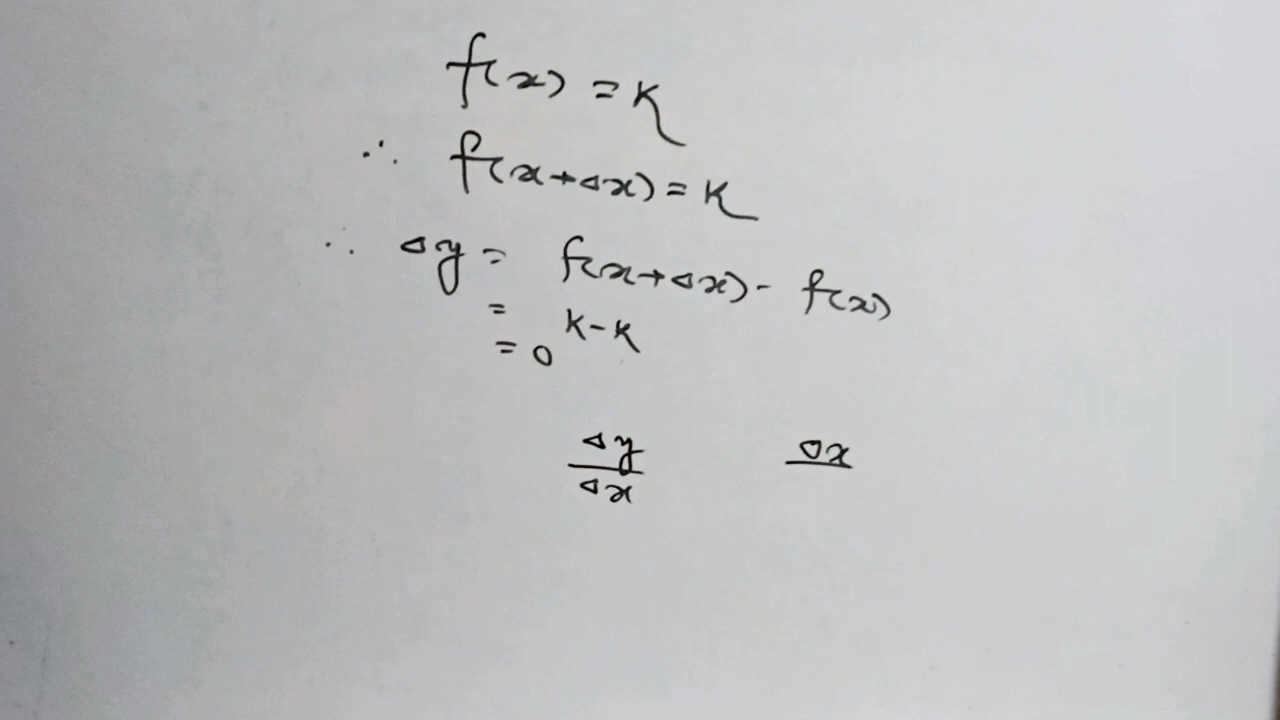 f(x) = K
∴ f(x+Δx) = K
∴ Δy = f(x+Δx) - f(x)
= K - K
= 0
Δy/Δx Δx